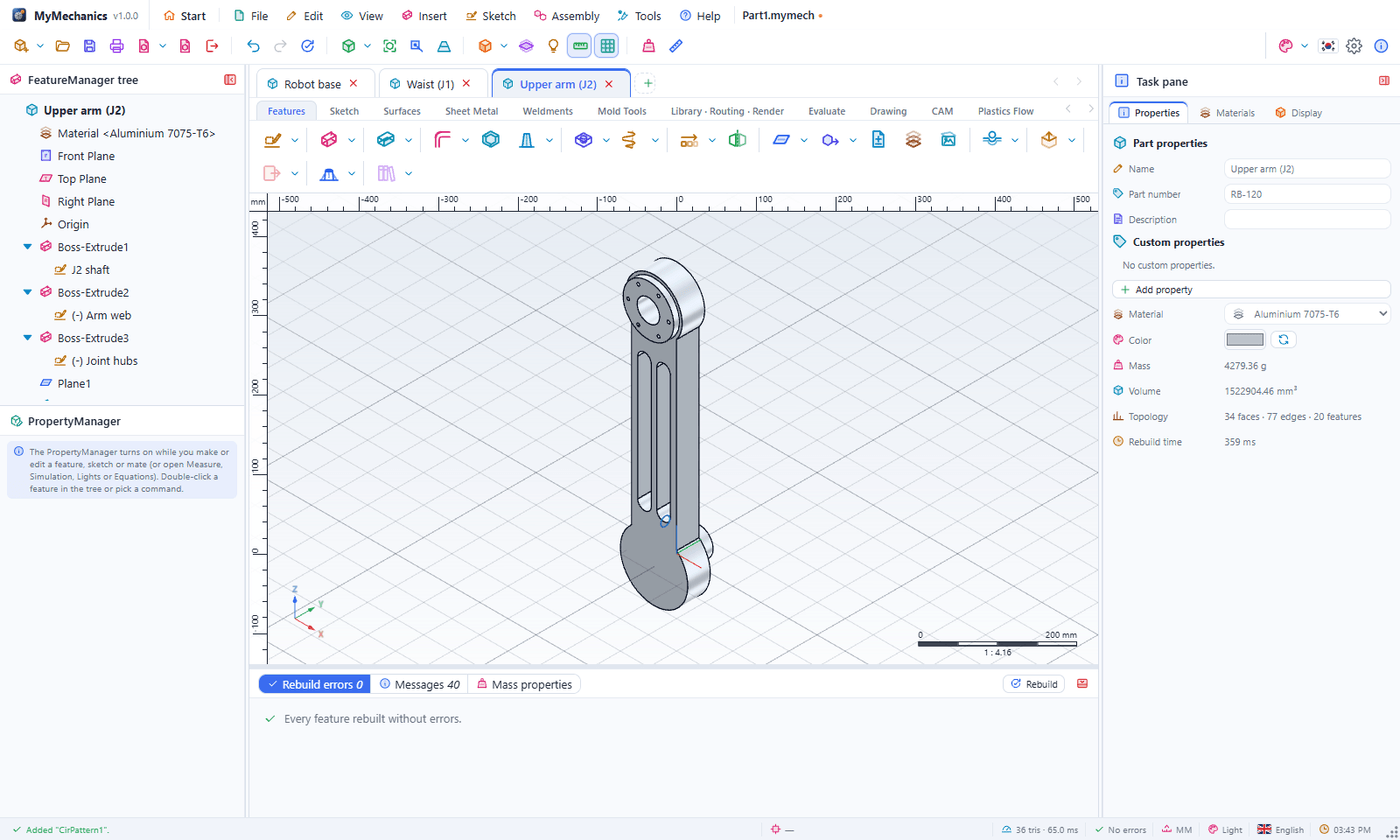 MyMechanics v1.0.0
Start File Edit View Insert Sketch Assembly Tools Help Part1.mymech
FeatureManager tree
Upper arm (J2)
Material <Aluminium 7075-T6>
Front Plane
Top Plane
Right Plane
Origin
Boss-Extrude1
J2 shaft
Boss-Extrude2
(-) Arm web
Boss-Extrude3
(-) Joint hubs
Plane1
PropertyManager
The PropertyManager turns on while you make or
edit a feature, sketch or mate (or open Measure,
Simulation, Lights or Equations). Double-click a
feature in the tree or pick a command.
Robot base Waist (J1) Upper arm (J2)
Features Sketch Surfaces Sheet Metal Weldments Mold Tools Library · Routing · Render Evaluate Drawing CAM Plastics Flow
mm -500 -400 -300 -200 -100 0 100 200 300 400 500
400
300
200
100
0
-100
Z
Y
X
0 200 mm
1 : 4.16
Rebuild errors 0 Messages 40 Mass properties Rebuild
Every feature rebuilt without errors.
Task pane
Properties Materials Display
Part properties
Name Upper arm (J2)
Part number RB-120
Description
Custom properties
No custom properties.
+ Add property
Material Aluminium 7075-T6
Color
Mass 4279.36 g
Volume 1522904.46 mm³
Topology 34 faces · 77 edges · 20 features
Rebuild time 359 ms
Added "CirPattern1". — 36 tris · 65.0 ms No errors MM Light English 03:43 PM